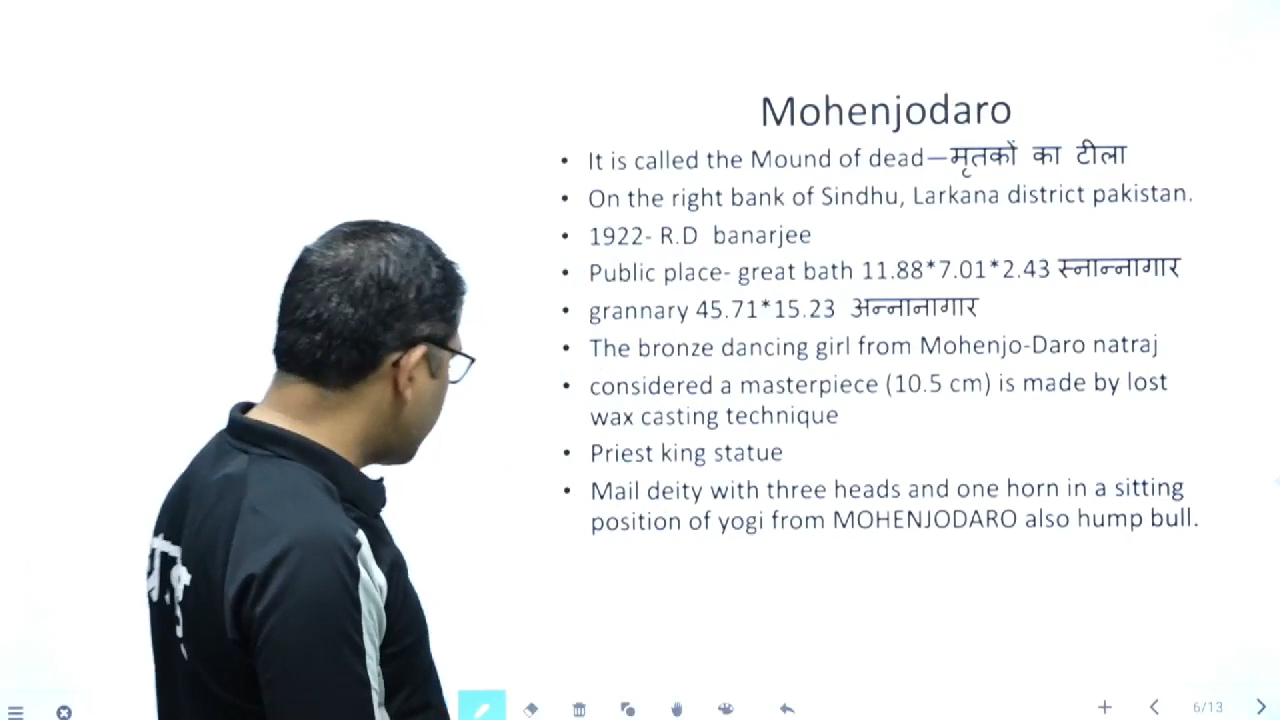 Mohenjodaro
• It is called the Mound of dead—मृतकों का टीला
• On the right bank of Sindhu, Larkana district pakistan.
• 1922- R.D banarjee
• Public place- great bath 11.88*7.01*2.43 स्नान्नागार
• grannary 45.71*15.23 अन्नानागार
• The bronze dancing girl from Mohenjo-Daro natraj
• considered a masterpiece (10.5 cm) is made by lost
wax casting technique
• Priest king statue
• Mail deity with three heads and one horn in a sitting
position of yogi from MOHENJODARO also hump bull.
6/13